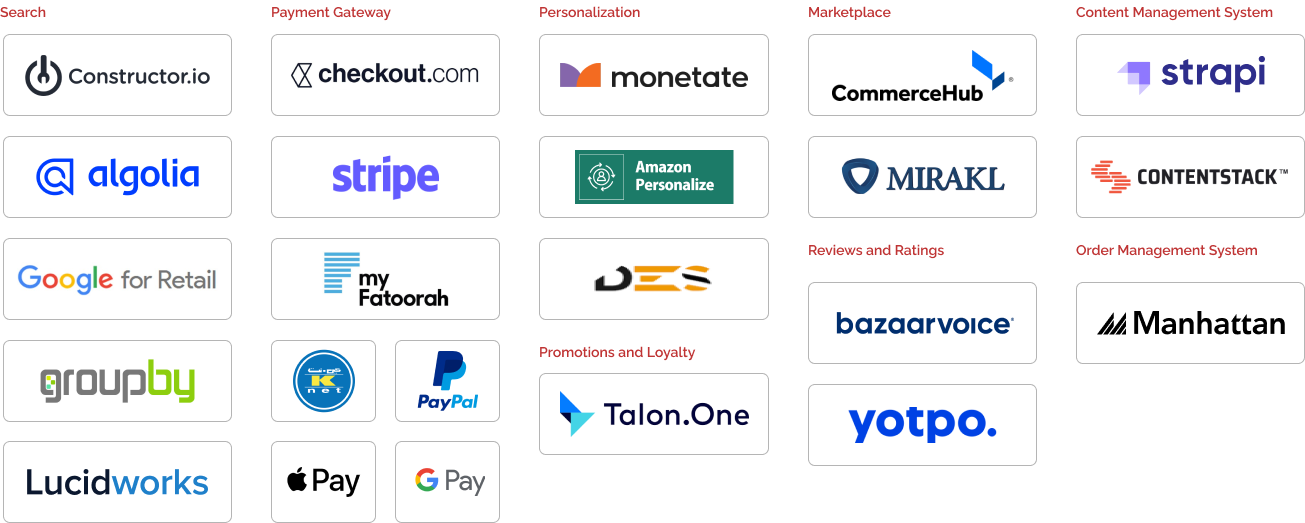 Search
Constructor.io
algolia
Google for Retail
groupby
Lucidworks
Payment Gateway
checkout.com
stripe
my
Fatoorah
كي نت
K
net
PayPal
Pay
G Pay
Personalization
monetate
Amazon
Personalize
DES
Promotions and Loyalty
Talon.One
Marketplace
CommerceHub®
MIRAKL
Reviews and Ratings
bazaarvoice®
yotpo.
Content Management System
strapi
CONTENTSTACK™
Order Management System
Manhattan